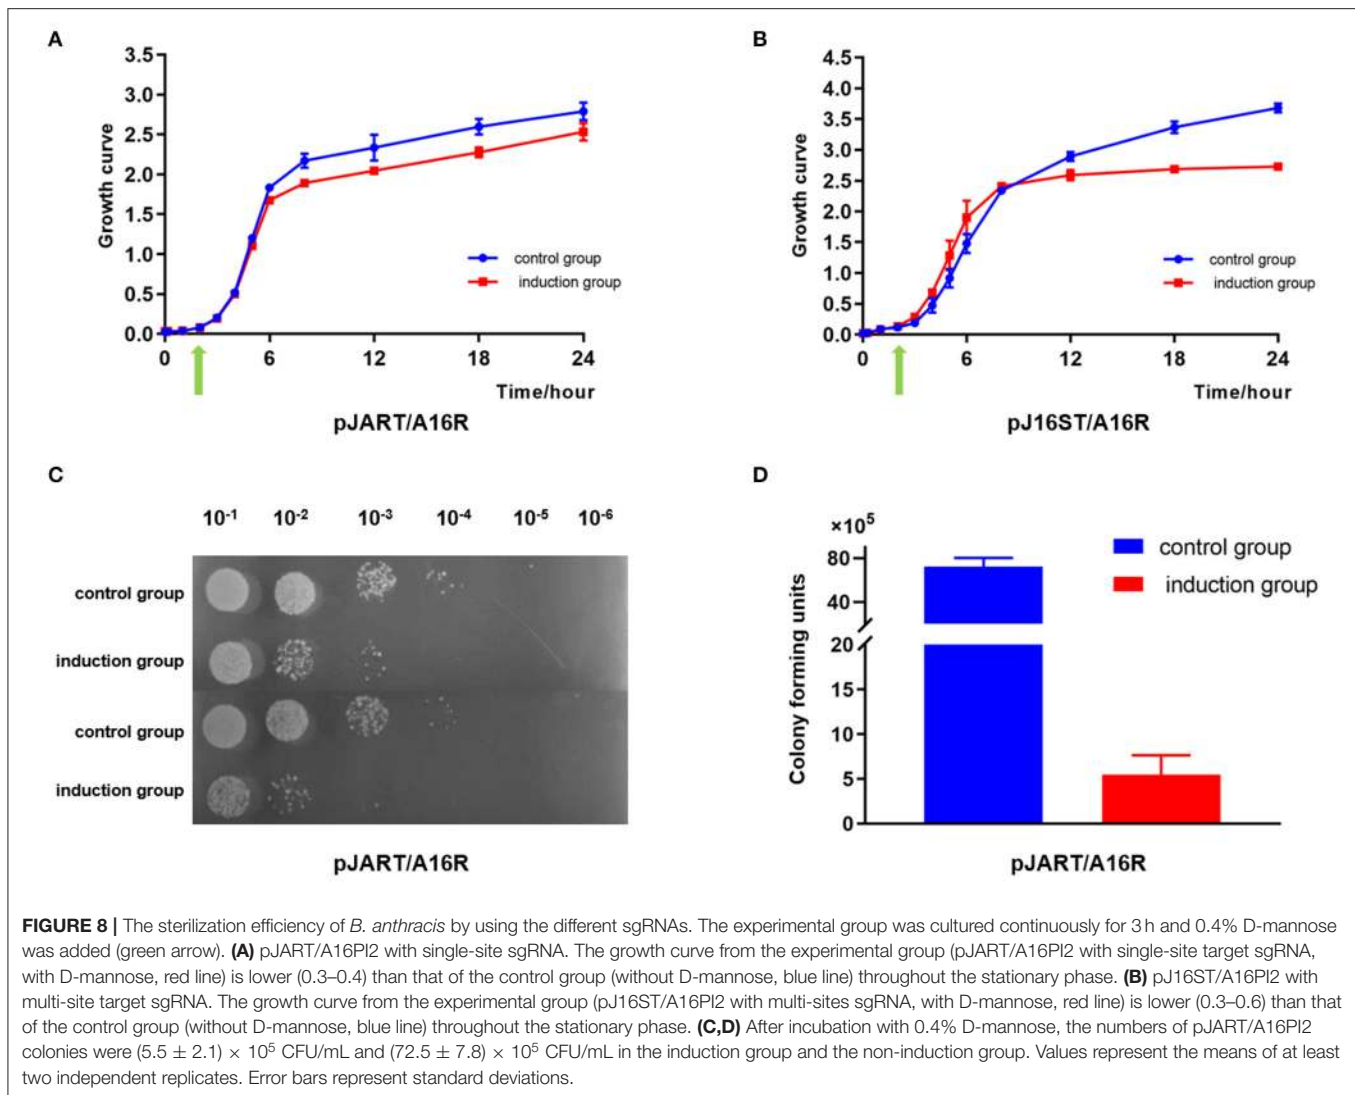 A
3.5
3.0
2.5
2.0
1.5
1.0
0.5
0.0
Growth curve
control group
induction group
0 6 12 18 24
Time/hour
pJART/A16R
B
4.5
4.0
3.5
3.0
2.5
2.0
1.5
1.0
0.5
0.0
Growth curve
control group
induction group
0 6 12 18 24
Time/hour
pJ16ST/A16R
C
10⁻¹ 10⁻² 10⁻³ 10⁻⁴ 10⁻⁵ 10⁻⁶
control group
induction group
control group
induction group
pJART/A16R
D
×10⁵
80
40
20
15
10
5
0
Colony forming units
control group
induction group
pJART/A16R
FIGURE 8 | The sterilization efficiency of B. anthracis by using the different sgRNAs. The experimental group was cultured continuously for 3 h and 0.4% D-mannose
was added (green arrow). (A) pJART/A16PI2 with single-site sgRNA. The growth curve from the experimental group (pJART/A16PI2 with single-site target sgRNA,
with D-mannose, red line) is lower (0.3–0.4) than that of the control group (without D-mannose, blue line) throughout the stationary phase. (B) pJ16ST/A16PI2 with
multi-site target sgRNA. The growth curve from the experimental group (pJ16ST/A16PI2 with multi-sites sgRNA, with D-mannose, red line) is lower (0.3–0.6) than that
of the control group (without D-mannose, blue line) throughout the stationary phase. (C,D) After incubation with 0.4% D-mannose, the numbers of pJART/A16PI2
colonies were (5.5 ± 2.1) × 10⁵ CFU/mL and (72.5 ± 7.8) × 10⁵ CFU/mL in the induction group and the non-induction group. Values represent the means of at least
two independent replicates. Error bars represent standard deviations.